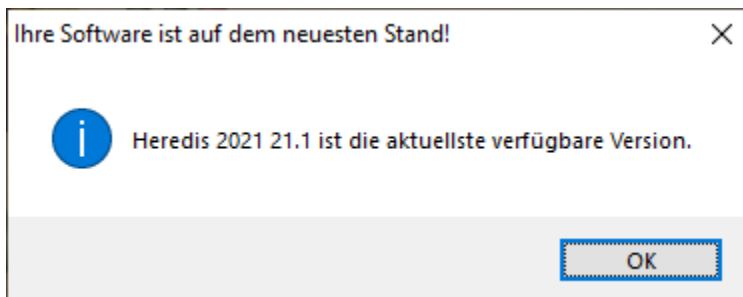 Ihre Software ist auf dem neuesten Stand!
Heredis 2021 21.1 ist die aktuellste verfügbare Version.
OK